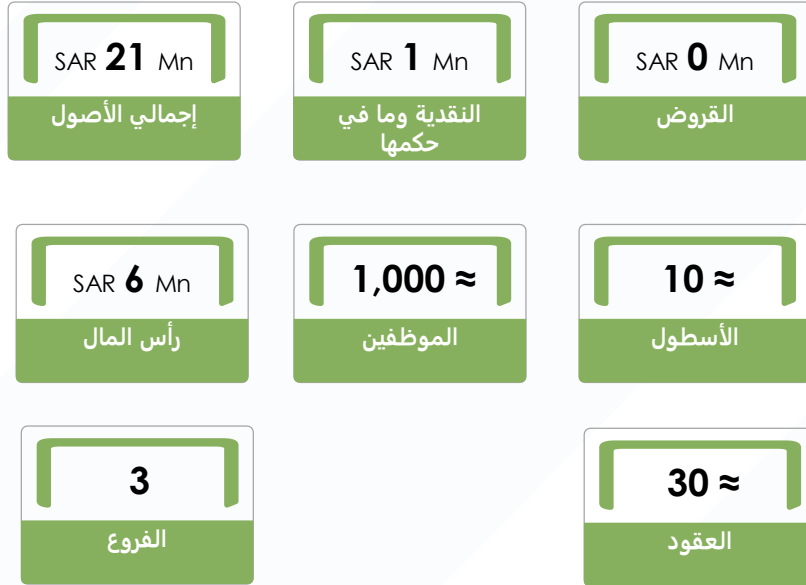 SAR 0 Mn
القروض
SAR 1 Mn
النقدية وما في
حكمها
SAR 21 Mn
إجمالي الأصول
10 ≈
الأسطول
1,000 ≈
الموظفين
SAR 6 Mn
رأس المال
30 ≈
العقود
3
الفروع